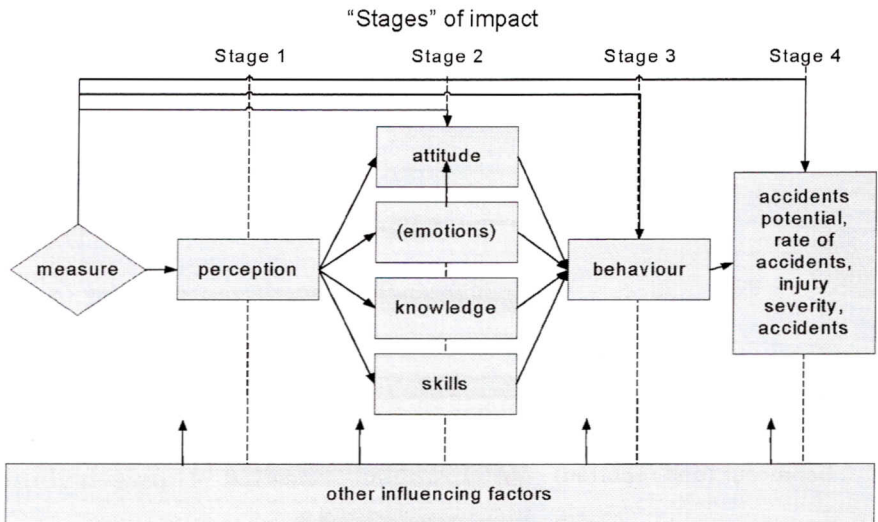 “Stages” of impact
Stage 1
Stage 2
Stage 3
Stage 4
measure
perception
attitude
(emotions)
knowledge
skills
behaviour
accidents
potential,
rate of
accidents,
injury
severity,
accidents
other influencing factors